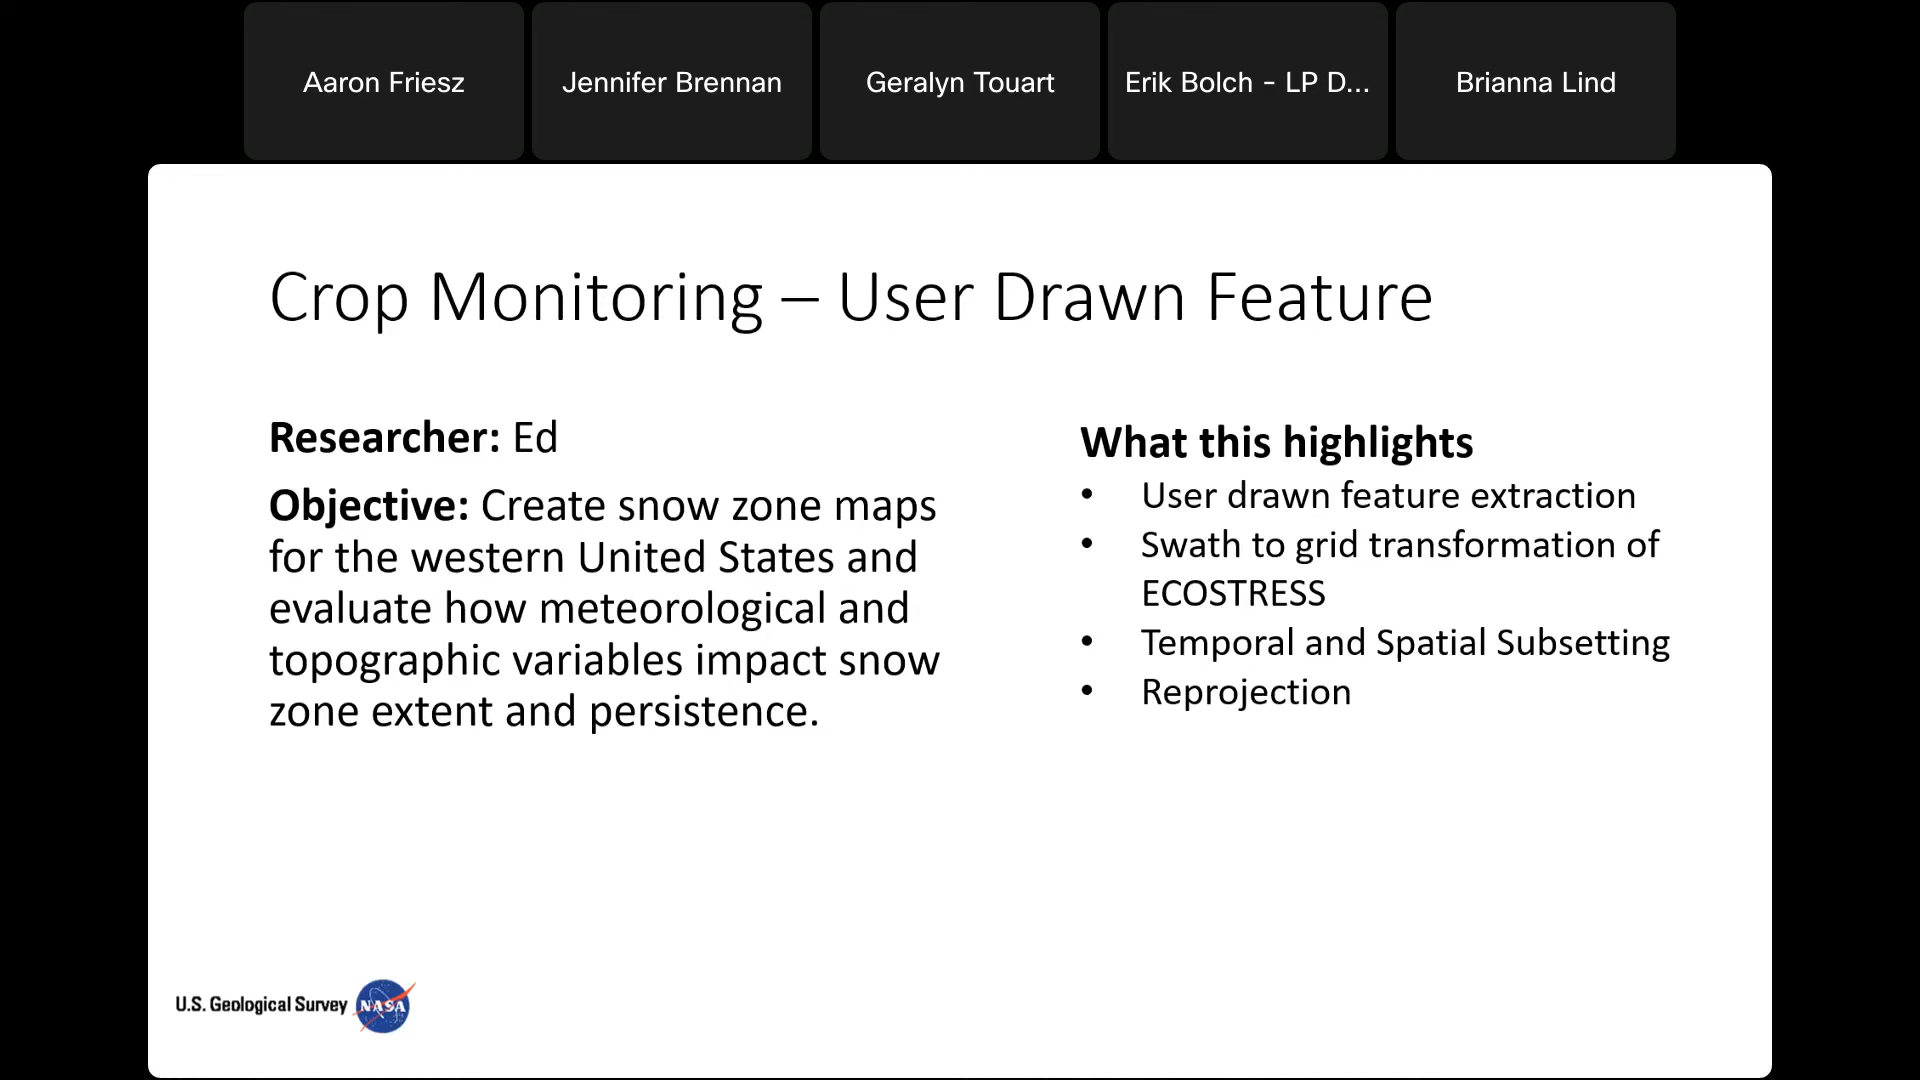 Aaron Friesz
Jennifer Brennan
Geralyn Touart
Erik Bolch - LP D...
Brianna Lind
Crop Monitoring – User Drawn Feature
Researcher: Ed
Objective: Create snow zone maps
for the western United States and
evaluate how meteorological and
topographic variables impact snow
zone extent and persistence.
What this highlights
• User drawn feature extraction
• Swath to grid transformation of
ECOSTRESS
• Temporal and Spatial Subsetting
• Reprojection
U.S. Geological Survey
NASA